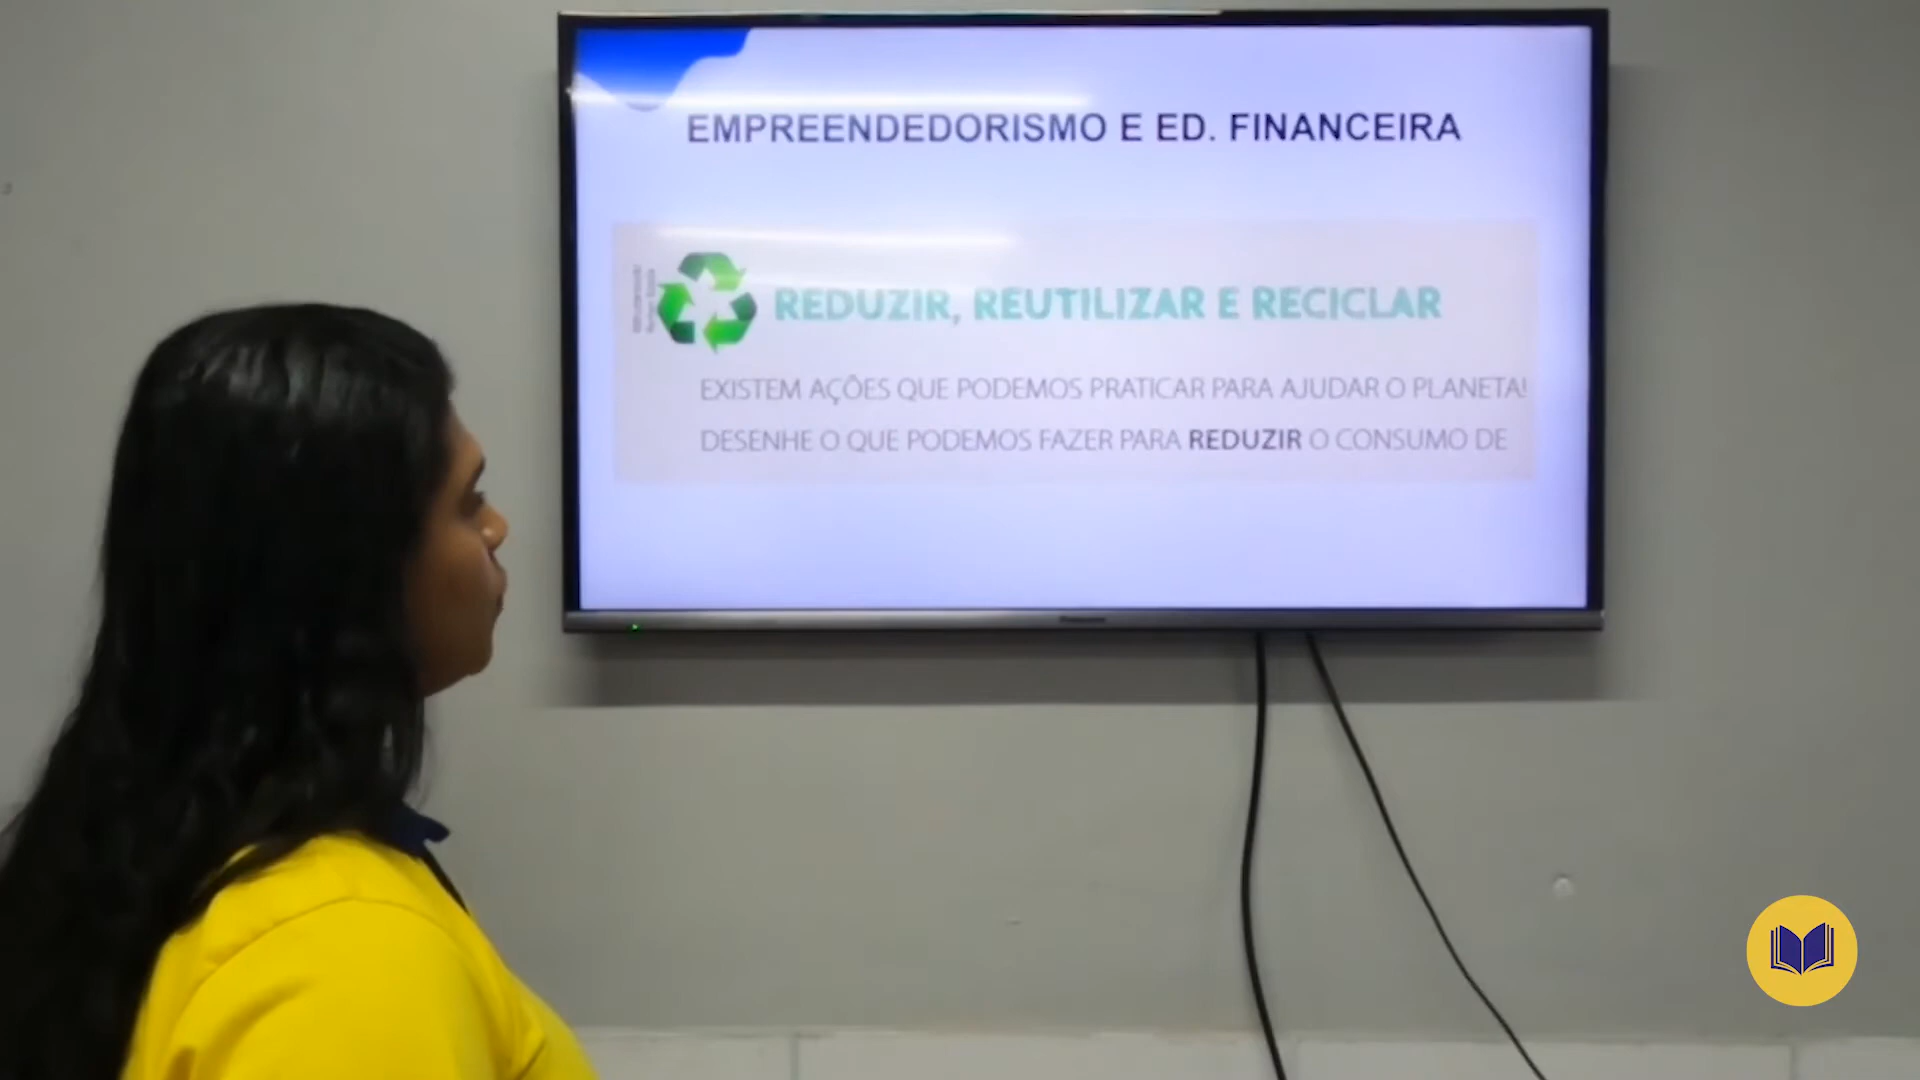 EMPREENDEDORISMO E ED. FINANCEIRA
REDUZIR, REUTILIZAR E RECICLAR
EXISTEM AÇÕES QUE PODEMOS PRATICAR PARA AJUDAR O PLANETA!
DESENHE O QUE PODEMOS FAZER PARA REDUZIR O CONSUMO DE